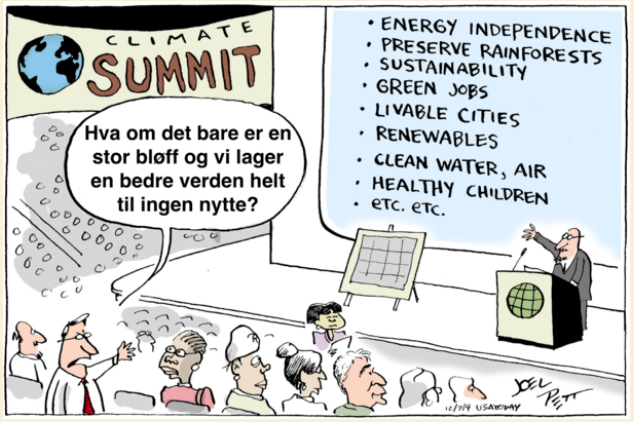 CLIMATE
SUMMIT
• ENERGY INDEPENDENCE
• PRESERVE RAINFORESTS
• SUSTAINABILITY
• GREEN JOBS
• LIVABLE CITIES
• RENEWABLES
• CLEAN WATER, AIR
• HEALTHY CHILDREN
• etc. etc.
Hva om det bare er en
stor bløff og vi lager
en bedre verden helt
til ingen nytte?
JOEL
PETT
12/7/9 USA TODAY